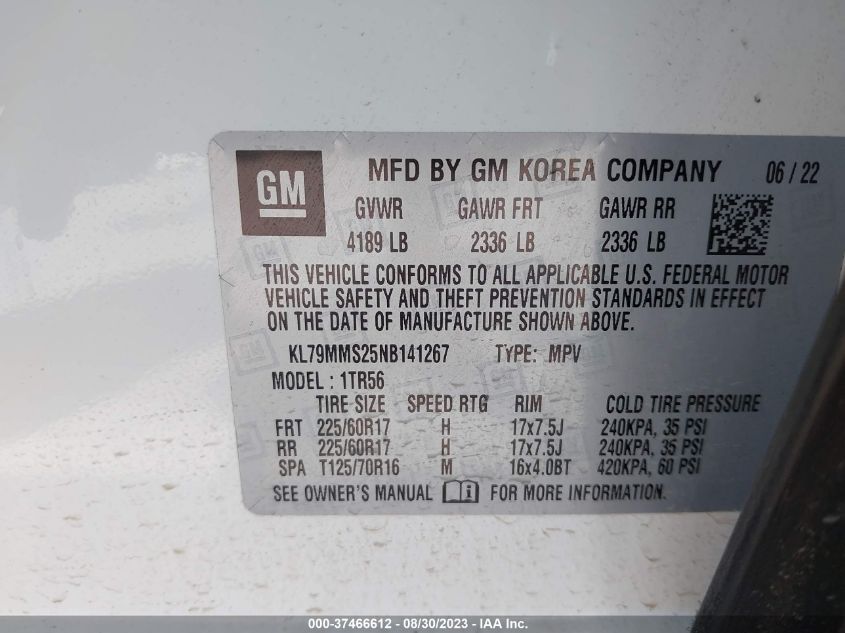 GM MFD BY GM KOREA COMPANY 06 / 22
GVWR GAWR FRT GAWR RR
4189 LB 2336 LB 2336 LB
THIS VEHICLE CONFORMS TO ALL APPLICABLE U.S. FEDERAL MOTOR
VEHICLE SAFETY AND THEFT PREVENTION STANDARDS IN EFFECT
ON THE DATE OF MANUFACTURE SHOWN ABOVE.
KL79MMS25NB141267 TYPE: MPV
MODEL : 1TR56
TIRE SIZE SPEED RTG RIM COLD TIRE PRESSURE
FRT 225/60R17 H 17x7.5J 240KPA, 35 PSI
RR 225/60R17 H 17x7.5J 240KPA, 35 PSI
SPA T125/70R16 M 16x4.0BT 420KPA, 60 PSI
SEE OWNER'S MANUAL FOR MORE INFORMATION.
000-37466612 - 08/30/2023 - IAA Inc.